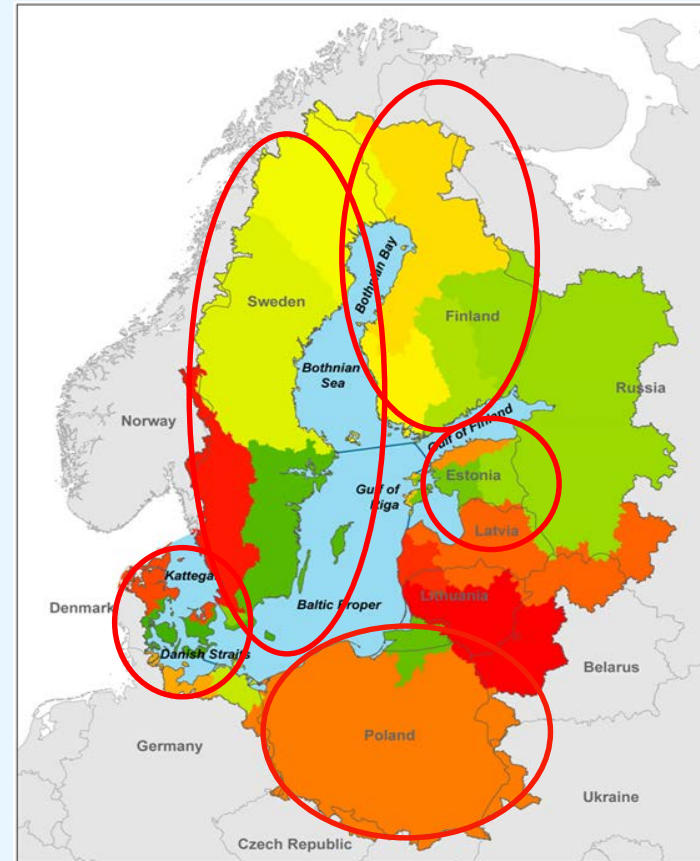 Bothnian Bay
Sweden
Finland
Bothnian
Sea
Russia
Norway
Gulf of Finland
Estonia
Gulf of
Riga
Latvia
Kattegat
Denmark
Baltic Proper
Lithuania
Danish Straits
Belarus
Poland
Germany
Ukraine
Czech Republic